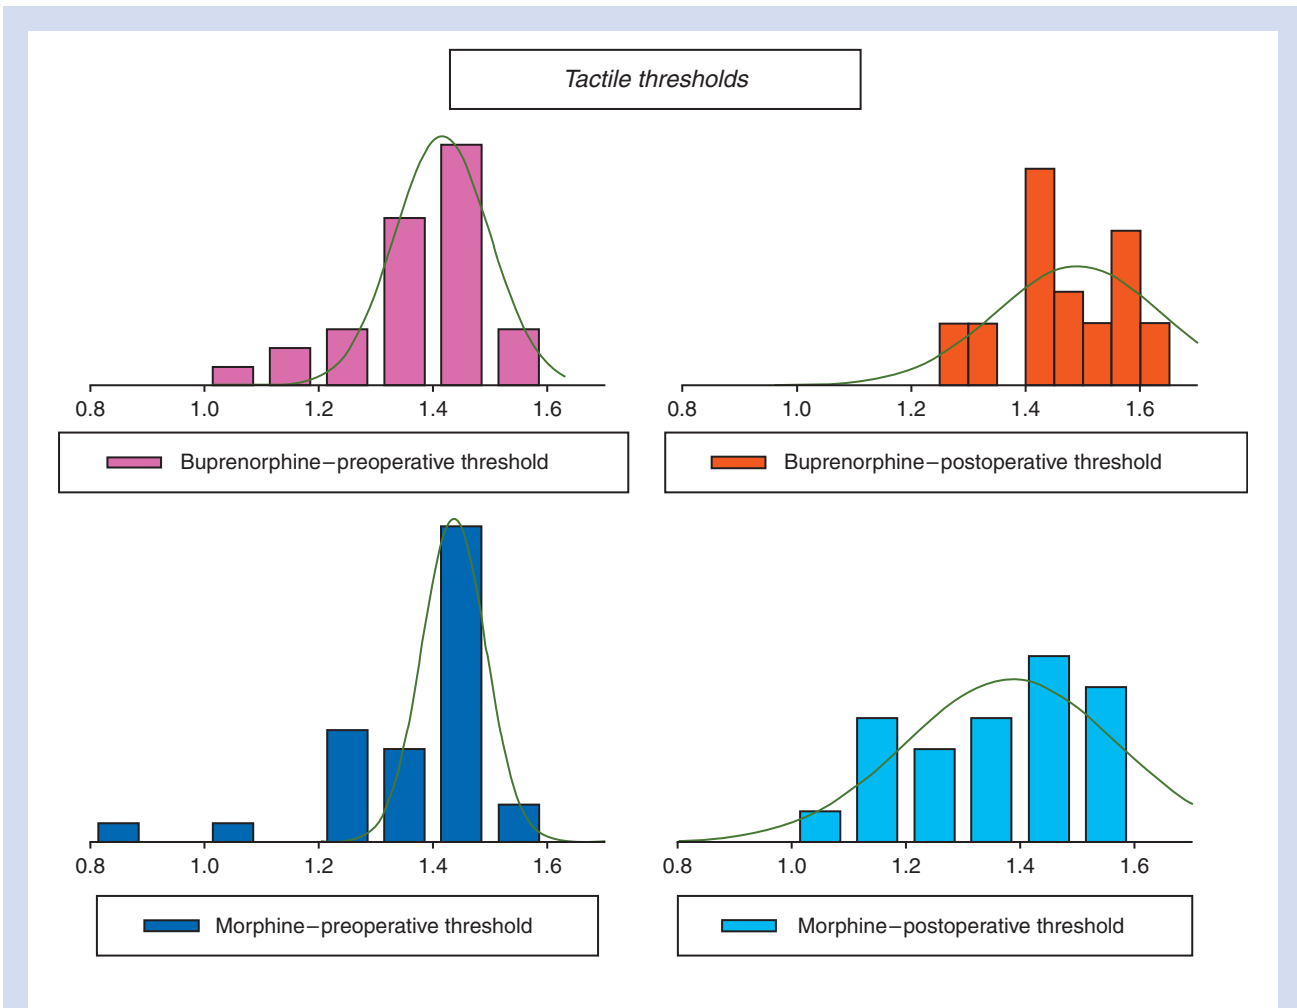 Tactile thresholds
0.8 1.0 1.2 1.4 1.6
0.8 1.0 1.2 1.4 1.6
Buprenorphine–preoperative threshold
Buprenorphine–postoperative threshold
0.8 1.0 1.2 1.4 1.6
0.8 1.0 1.2 1.4 1.6
Morphine–preoperative threshold
Morphine–postoperative threshold